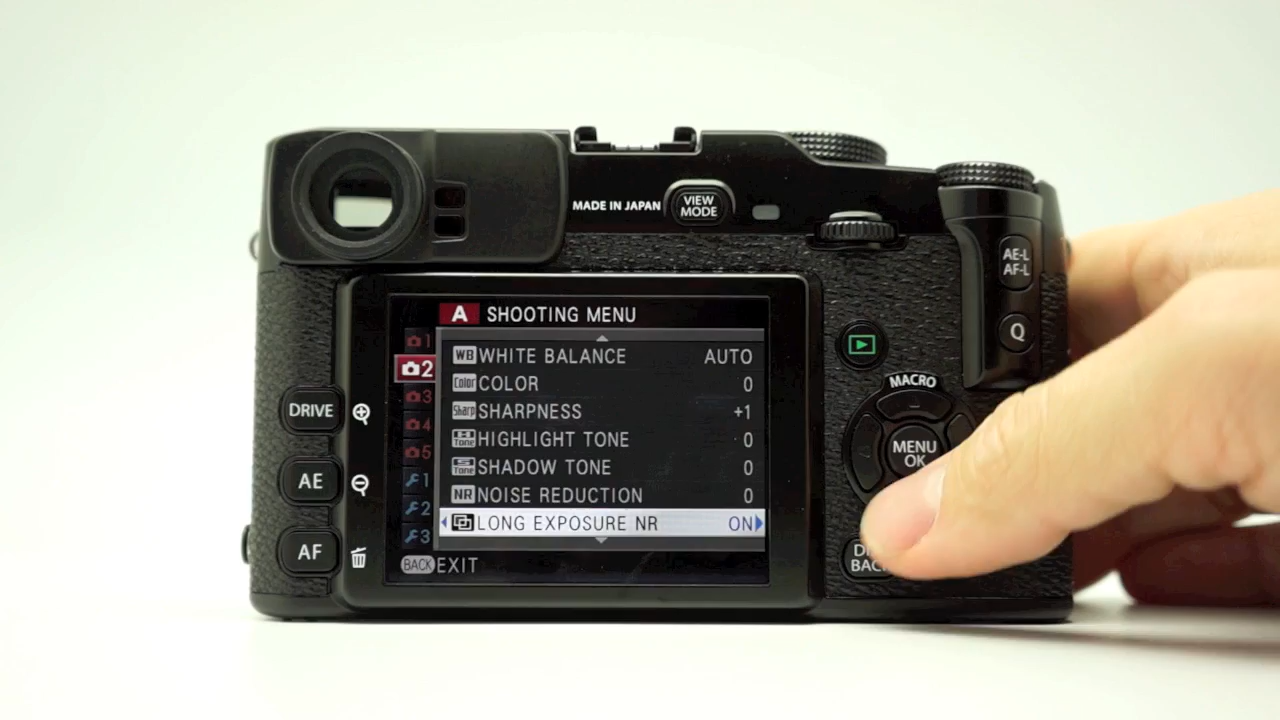 MADE IN JAPAN
VIEW
MODE
AE-L
AF-L
Q
A SHOOTING MENU
1
2
3
4
5
1
2
3
WB WHITE BALANCE AUTO
Color COLOR 0
Sharp SHARPNESS +1
H Tone HIGHLIGHT TONE 0
S Tone SHADOW TONE 0
NR NOISE REDUCTION 0
LONG EXPOSURE NR ON
BACK EXIT
DRIVE
AE
AF
MACRO
MENU
OK
BACK